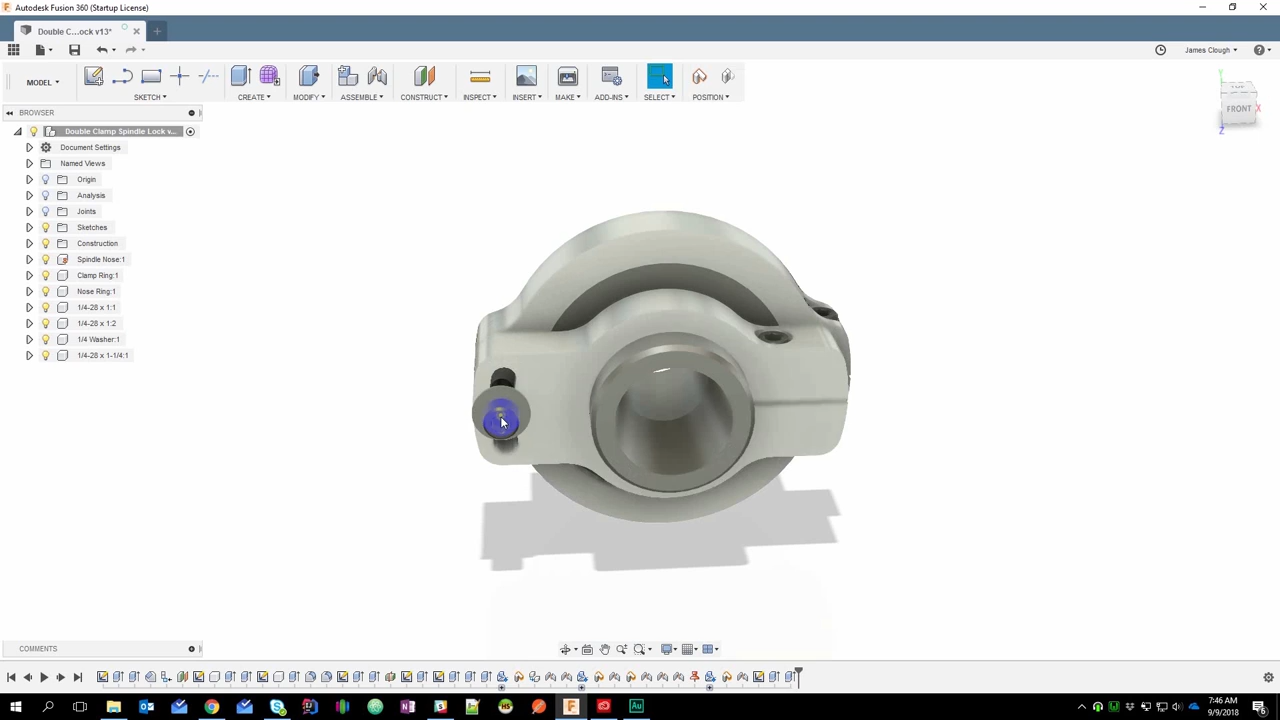 Autodesk Fusion 360 (Startup License)
Double C...ock v13*
James Clough
MODEL
SKETCH
CREATE
MODIFY
ASSEMBLE
CONSTRUCT
INSPECT
INSERT
MAKE
ADD-INS
SELECT
POSITION
TOP
FRONT
Y
X
Z
BROWSER
Double Clamp Spindle Lock v...
Document Settings
Named Views
Origin
Analysis
Joints
Sketches
Construction
Spindle Nose:1
Clamp Ring:1
Nose Ring:1
1/4-28 x 1:1
1/4-28 x 1:2
1/4 Washer:1
1/4-28 x 1-1/4:1
COMMENTS
7:46 AM
9/9/2018